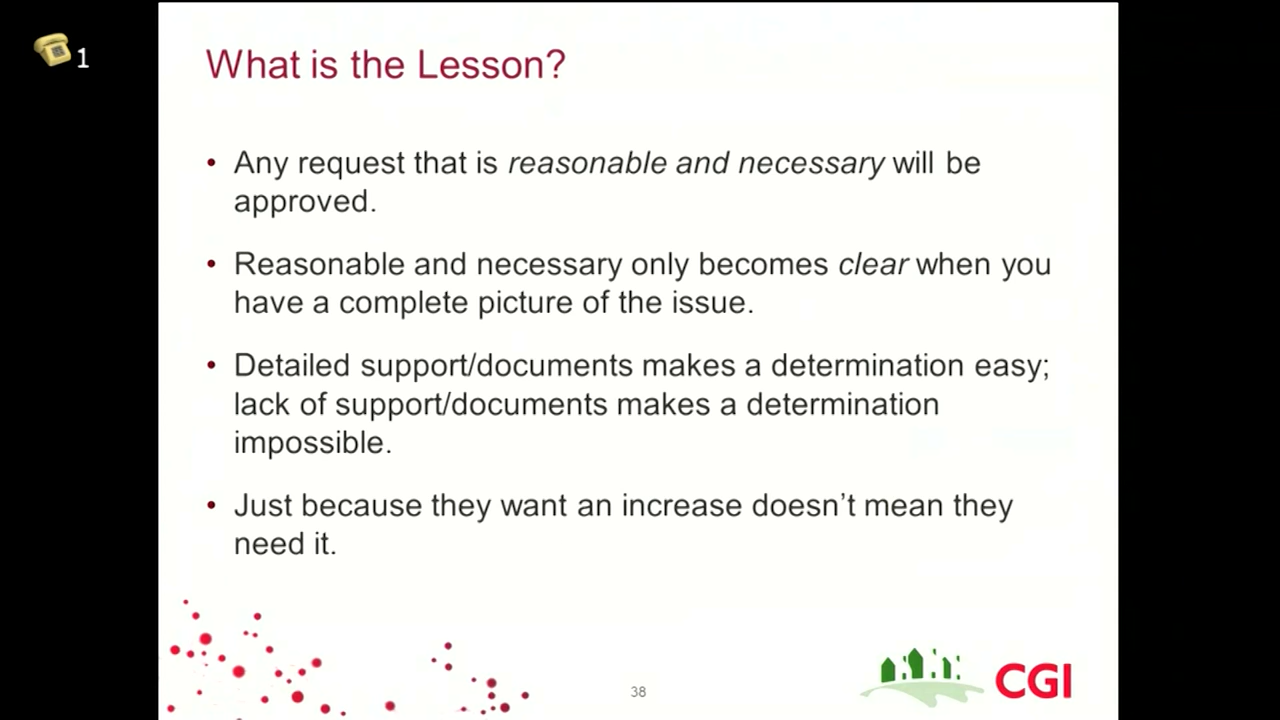 1
What is the Lesson?
• Any request that is reasonable and necessary will be
approved.
• Reasonable and necessary only becomes clear when you
have a complete picture of the issue.
• Detailed support/documents makes a determination easy;
lack of support/documents makes a determination
impossible.
• Just because they want an increase doesn’t mean they
need it.
38
CGI